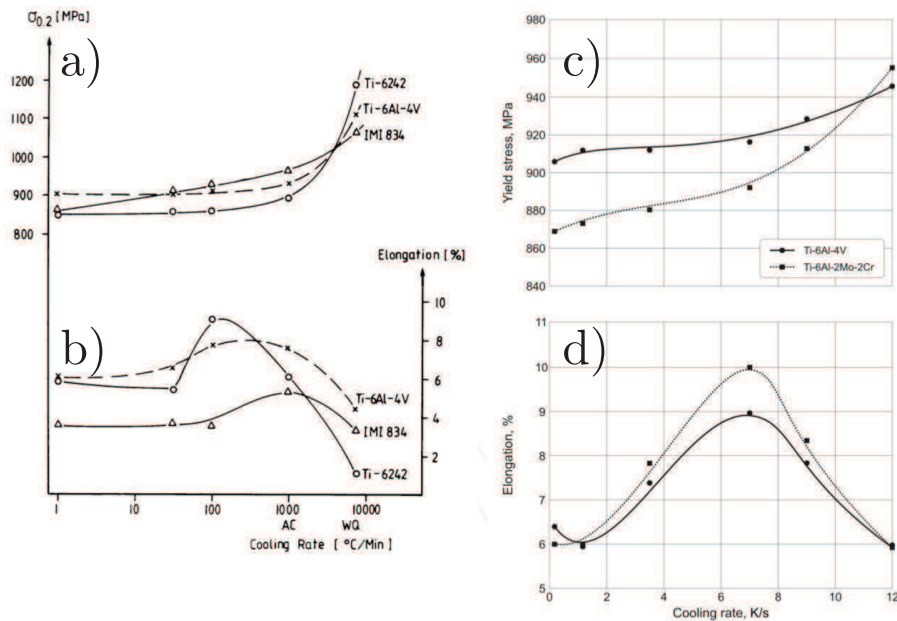 σ0.2 [MPa]
a)
1200
1100
1000
900
800
Ti-6242
Ti-6Al-4V
IMI 834
Elongation [%]
b)
10
8
6
4
2
Ti-6Al-4V
IMI 834
Ti-6242
1 10 100 1000 10000
AC WQ
Cooling Rate [°C/Min]
c)
Yield stress, MPa
980
960
940
920
900
880
860
840
Ti-6Al-4V
Ti-6Al-2Mo-2Cr
d)
Elongation, %
11
10
9
8
7
6
5
0 2 4 6 8 10 12
Cooling rate, K/s